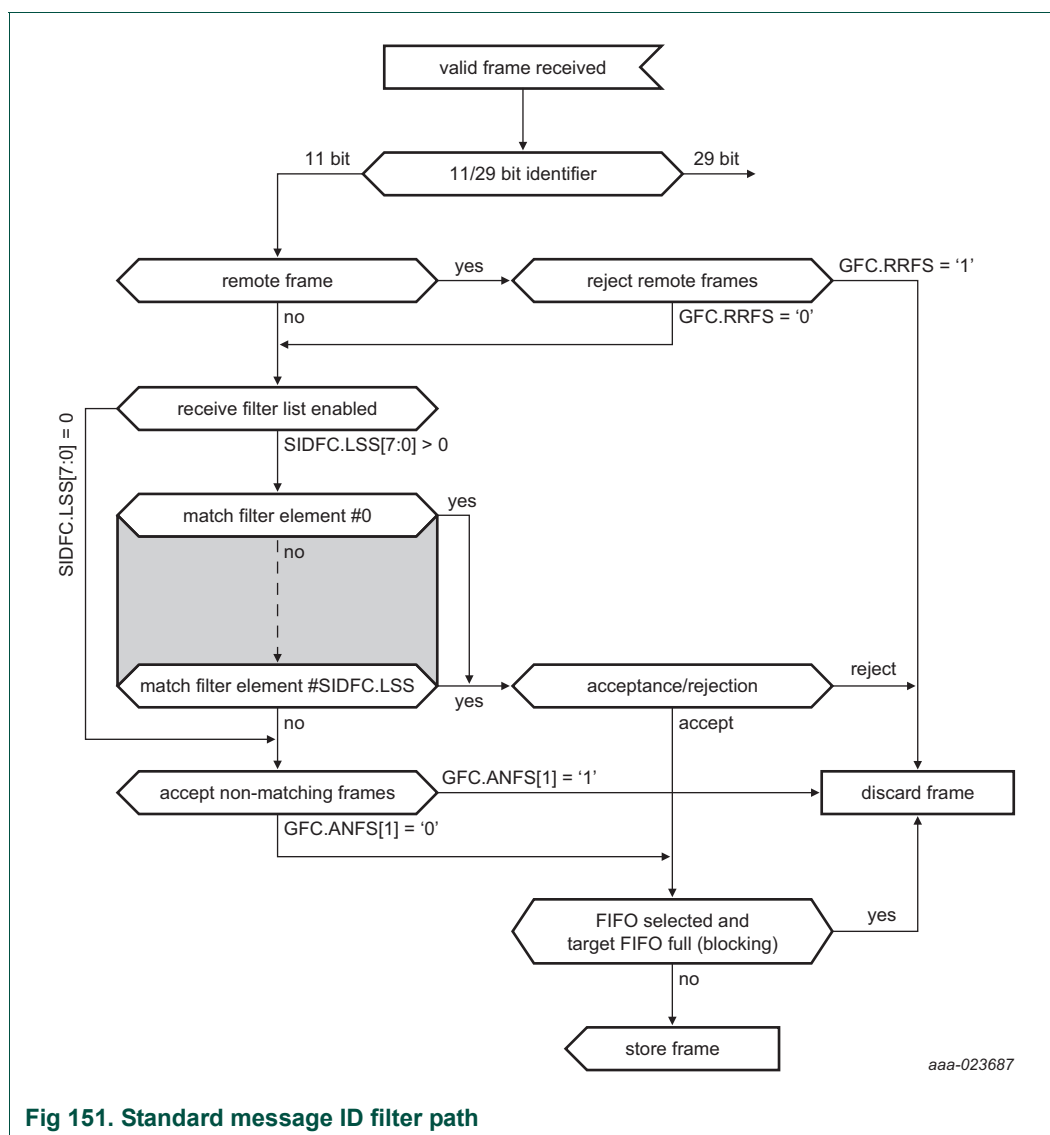 valid frame received
11 bit
11/29 bit identifier
29 bit
remote frame
yes
reject remote frames
GFC.RRFS = ‘1’
no
GFC.RRFS = ‘0’
receive filter list enabled
SIDFC.LSS[7:0] = 0
SIDFC.LSS[7:0] > 0
match filter element #0
yes
no
match filter element #SIDFC.LSS
yes
acceptance/rejection
reject
no
accept
accept non-matching frames
GFC.ANFS[1] = ‘1’
discard frame
GFC.ANFS[1] = ‘0’
FIFO selected and
target FIFO full (blocking)
yes
no
store frame
aaa-023687
Fig 151. Standard message ID filter path